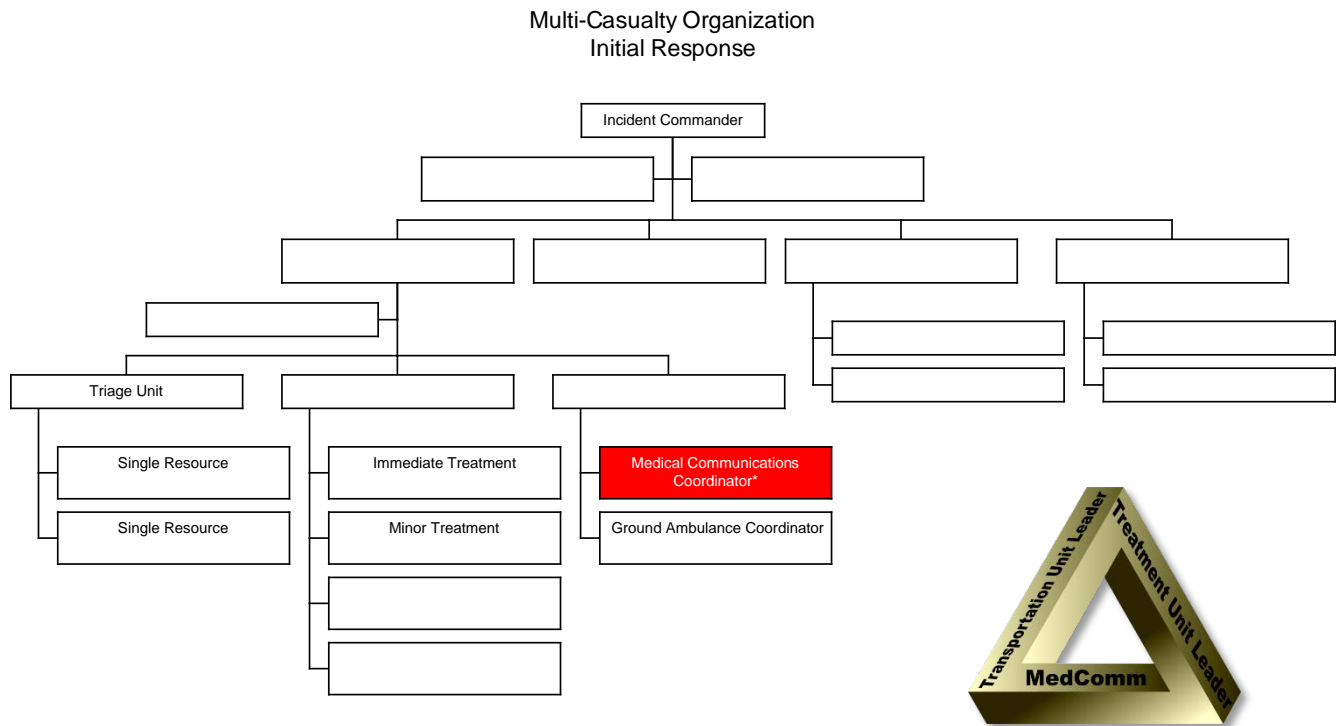 Multi-Casualty Organization
Initial Response
Incident Commander
Triage Unit
Single Resource
Immediate Treatment
Medical Communications
Coordinator*
Single Resource
Minor Treatment
Ground Ambulance Coordinator
Transportation Unit Leader
Treatment Unit Leader
MedComm